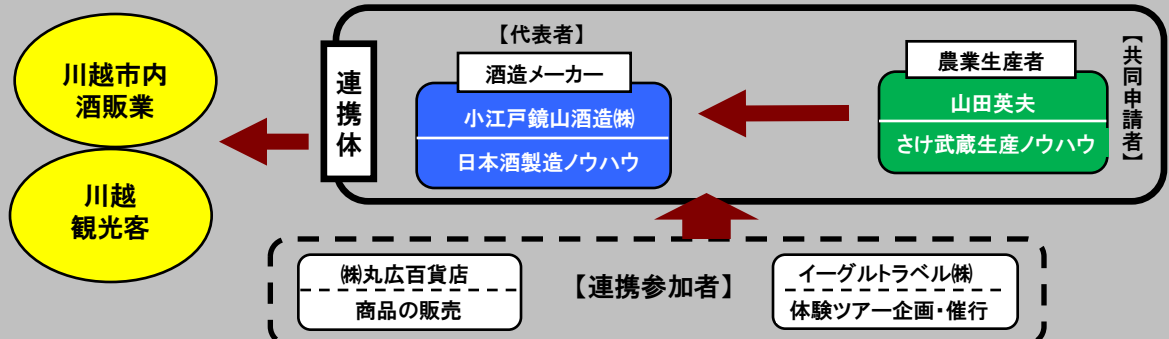 川越市内
酒販業
川越
観光客
連携体
【代表者】
酒造メーカー
小江戸鏡山酒造㈱
日本酒製造ノウハウ
農業生産者
山田英夫
さけ武蔵生産ノウハウ
【共同申請者】
㈱丸広百貨店
商品の販売
【連携参加者】
イーグルトラベル㈱
体験ツアー企画・催行